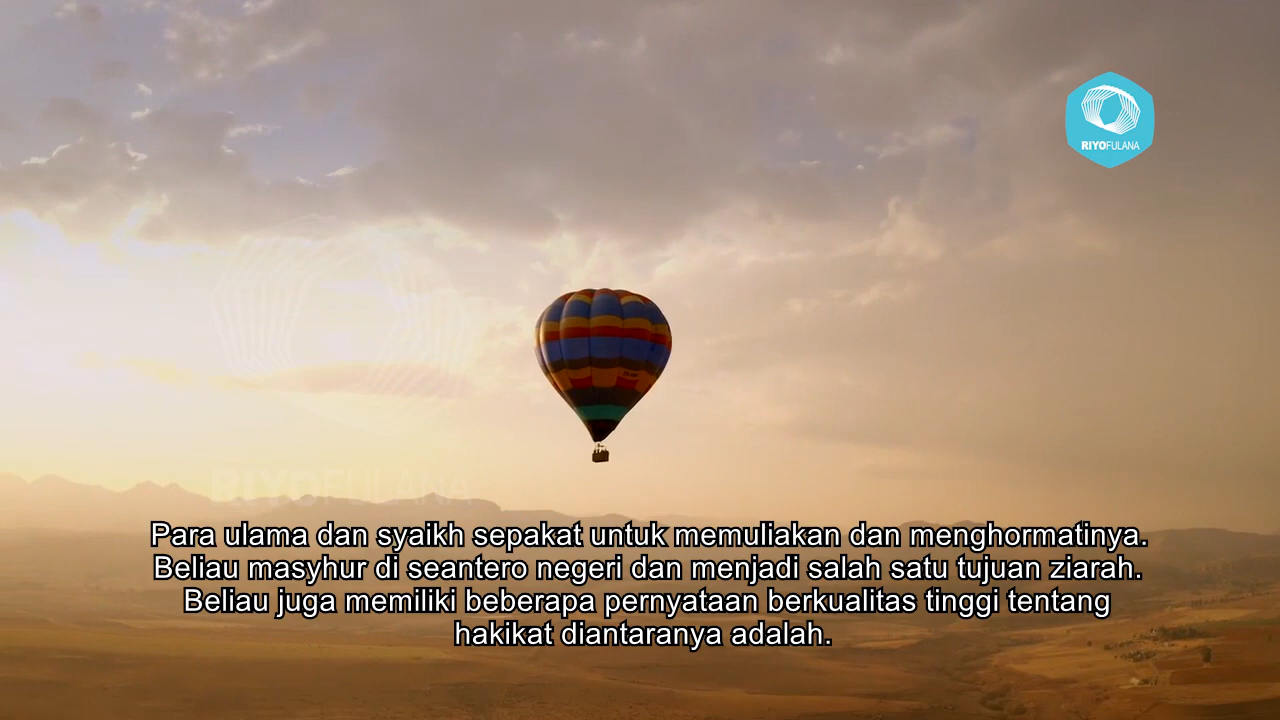 RIYOFULANA
RIYOFULANA
Para ulama dan syaikh sepakat untuk memuliakan dan menghormatinya.
Beliau masyhur di seantero negeri dan menjadi salah satu tujuan ziarah.
Beliau juga memiliki beberapa pernyataan berkualitas tinggi tentang
hakikat diantaranya adalah.